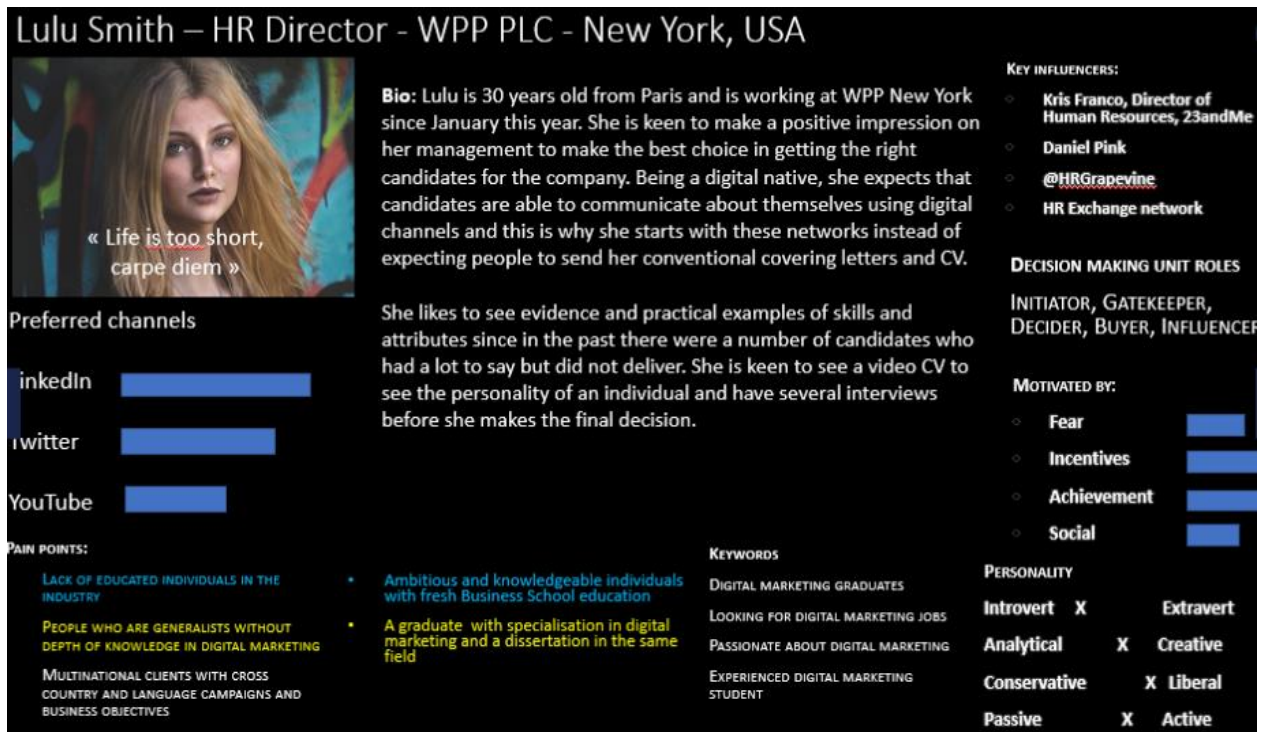 Lulu Smith – HR Director - WPP PLC - New York, USA
« Life is too short,
carpe diem »
Preferred channels
inkedIn
Twitter
YouTube
Bio: Lulu is 30 years old from Paris and is working at WPP New York
since January this year. She is keen to make a positive impression on
her management to make the best choice in getting the right
candidates for the company. Being a digital native, she expects that
candidates are able to communicate about themselves using digital
channels and this is why she starts with these networks instead of
expecting people to send her conventional covering letters and CV.
She likes to see evidence and practical examples of skills and
attributes since in the past there were a number of candidates who
had a lot to say but did not deliver. She is keen to see a video CV to
see the personality of an individual and have several interviews
before she makes the final decision.
KEY INFLUENCERS:
Kris Franco, Director of
Human Resources, 23andMe
Daniel Pink
@HRGrapevine
HR Exchange network
DECISION MAKING UNIT ROLES
INITIATOR, GATEKEEPER,
DECIDER, BUYER, INFLUENCER
MOTIVATED BY:
Fear
Incentives
Achievement
Social
PAIN POINTS:
LACK OF EDUCATED INDIVIDUALS IN THE
INDUSTRY
PEOPLE WHO ARE GENERALISTS WITHOUT
DEPTH OF KNOWLEDGE IN DIGITAL MARKETING
MULTINATIONAL CLIENTS WITH CROSS
COUNTRY AND LANGUAGE CAMPAIGNS AND
BUSINESS OBJECTIVES
• Ambitious and knowledgeable individuals
with fresh Business School education
• A graduate with specialisation in digital
marketing and a dissertation in the same
field
KEYWORDS
DIGITAL MARKETING GRADUATES
LOOKING FOR DIGITAL MARKETING JOBS
PASSIONATE ABOUT DIGITAL MARKETING
EXPERIENCED DIGITAL MARKETING
STUDENT
PERSONALITY
Introvert X Extravert
Analytical X Creative
Conservative X Liberal
Passive X Active